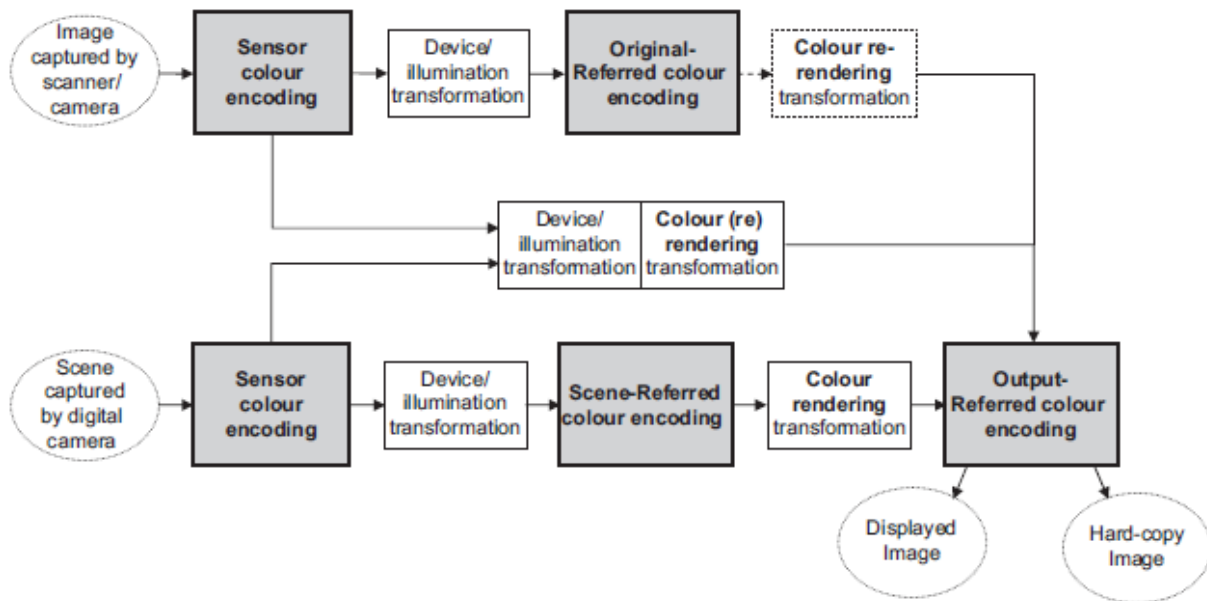 Image
captured by
scanner/
camera
Sensor
colour
encoding
Device/
illumination
transformation
Original-
Referred colour
encoding
Colour re-
rendering
transformation
Device/
illumination
transformation
Colour (re)
rendering
transformation
Scene
captured
by digital
camera
Sensor
colour
encoding
Device/
illumination
transformation
Scene-Referred
colour encoding
Colour
rendering
transformation
Output-
Referred colour
encoding
Displayed
Image
Hard-copy
Image